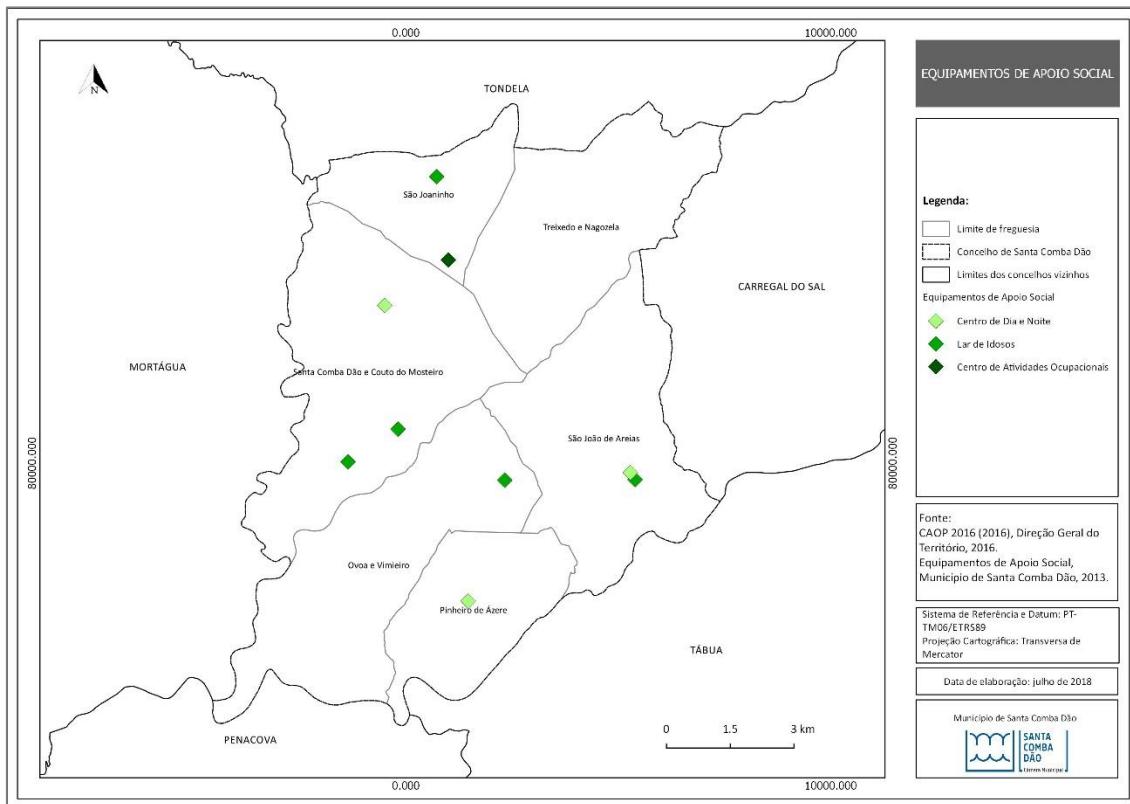 0.000
10000.000
N
TONDELA
São Joaninho
Treixedo e Nagozela
CARREGAL DO SAL
MORTÁGUA
Santa Comba Dão e Couto do Mosteiro
São João de Areias
80000.000
80000.000
Ovoa e Vimieiro
Pinheiro de Ázere
TÁBUA
PENACOVA
0
1.5
3 km
0.000
10000.000
EQUIPAMENTOS DE APOIO SOCIAL
Legenda:
Limite de freguesia
Concelho de Santa Comba Dão
Limites dos concelhos vizinhos
Equipamentos de Apoio Social
Centro de Dia e Noite
Lar de Idosos
Centro de Atividades Ocupacionais
Fonte:
CAOP 2016 (2016), Direção Geral do
Território, 2016.
Equipamentos de Apoio Social,
Municipio de Santa Comba Dão, 2013.
Sistema de Referência e Datum: PT-
TM06/ETRS89
Projeção Cartográfica: Transversa de
Mercator
Data de elaboração: julho de 2018
Município de Santa Comba Dão
SANTA
COMBA
DÃO
Câmara Municipal